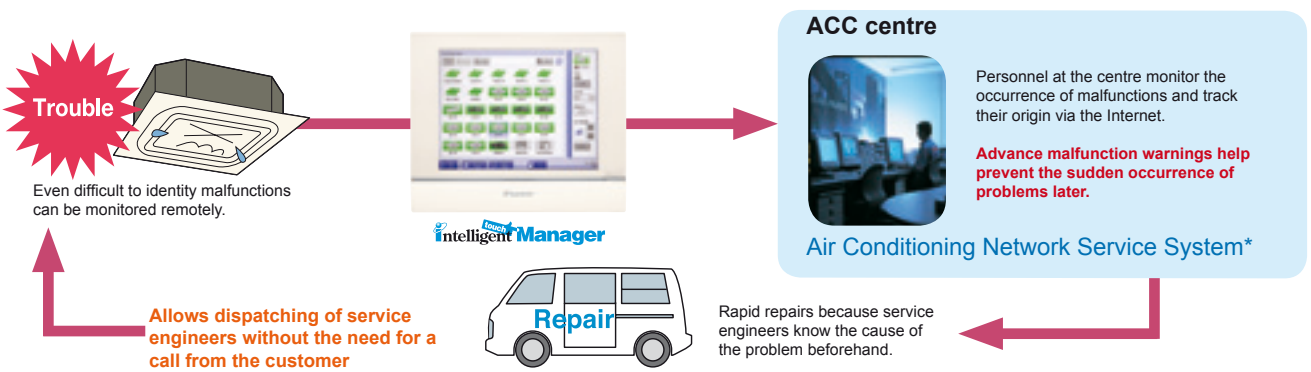 Trouble
Even difficult to identity malfunctions
can be monitored remotely.
intelligent touch Manager
ACC centre
Personnel at the centre monitor the
occurrence of malfunctions and track
their origin via the Internet.
Advance malfunction warnings help
prevent the sudden occurrence of
problems later.
Air Conditioning Network Service System*
Rapid repairs because service
engineers know the cause of
the problem beforehand.
Repair
Allows dispatching of service
engineers without the need for a
call from the customer